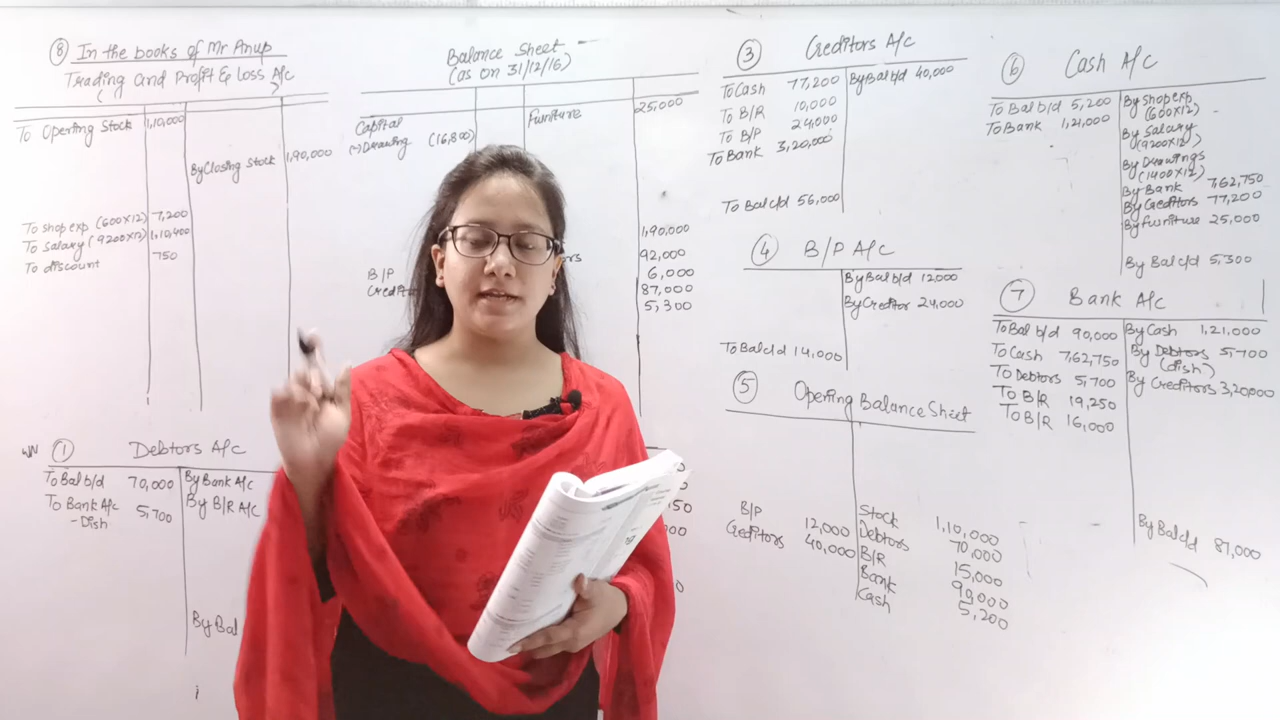 ⑧ In the books of Mr Anup
Trading and Profit & Loss A/c
To Opening Stock 1,10,000
By Closing Stock 1,90,000
To shop exp (600×12) 7,200
To Salary (9200×12) 1,10,400
To discount 750
Balance Sheet
(as on 31/12/16)
Capital
(-) Drawing (16,800)
Furniture 25,000
1,90,000
92,000
B/P 6,000
87,000
5,300
WN ① Debtors A/c
To Bal b/d 70,000 By Bank A/c
To Bank A/c 5,700 By B/R A/c
- Dish
By Bal
③ Creditors A/c
To Cash 77,200 By Bal b/d 40,000
To B/R 10,000
To B/P 24,000
To Bank 3,20,000
To Bal c/d 56,000
④ B/P A/c
By Bal b/d 12,000
By Creditor 24,000
To Bal c/d 14,000
⑤ Opening Balance Sheet
B/P 12,000 Stock 1,10,000
Creditors 40,000 Debtors 70,000
B/R 15,000
Bank 90,000
Cash 5,200
⑥ Cash A/c
To Bal b/d 5,200 By Shop exp
(600×12)
To Bank 1,21,000 By Salary
(9200×12)
By Drawings
(1400×12)
By Bank 7,62,750
By Creditors 77,200
By Furniture 25,000
By Bal c/d 5,300
⑦ Bank A/c
To Bal b/d 90,000 By Cash 1,21,000
To Cash 7,62,750 By Debtors 5,700
(dish)
To Debtors 5,700 By Creditors 3,20,000
To B/R 19,250
To B/R 16,000
By Bal c/d 87,000